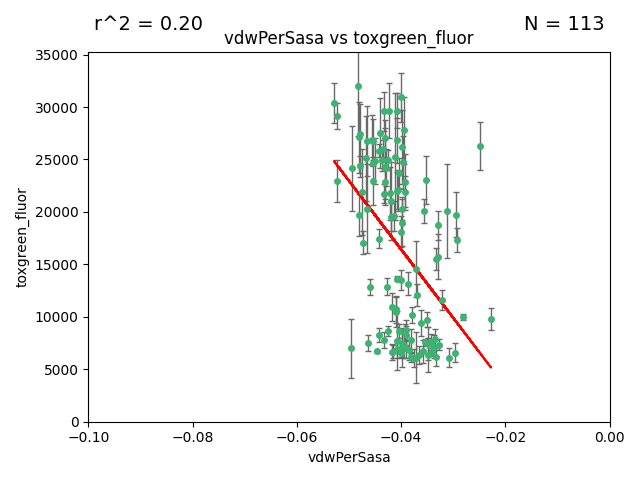 r^2 = 0.20
N = 113
vdwPerSasa vs toxgreen_fluor
35000
30000
25000
20000
15000
10000
5000
0
toxgreen_fluor
−0.10
−0.08
−0.06
−0.04
−0.02
0.00
vdwPerSasa